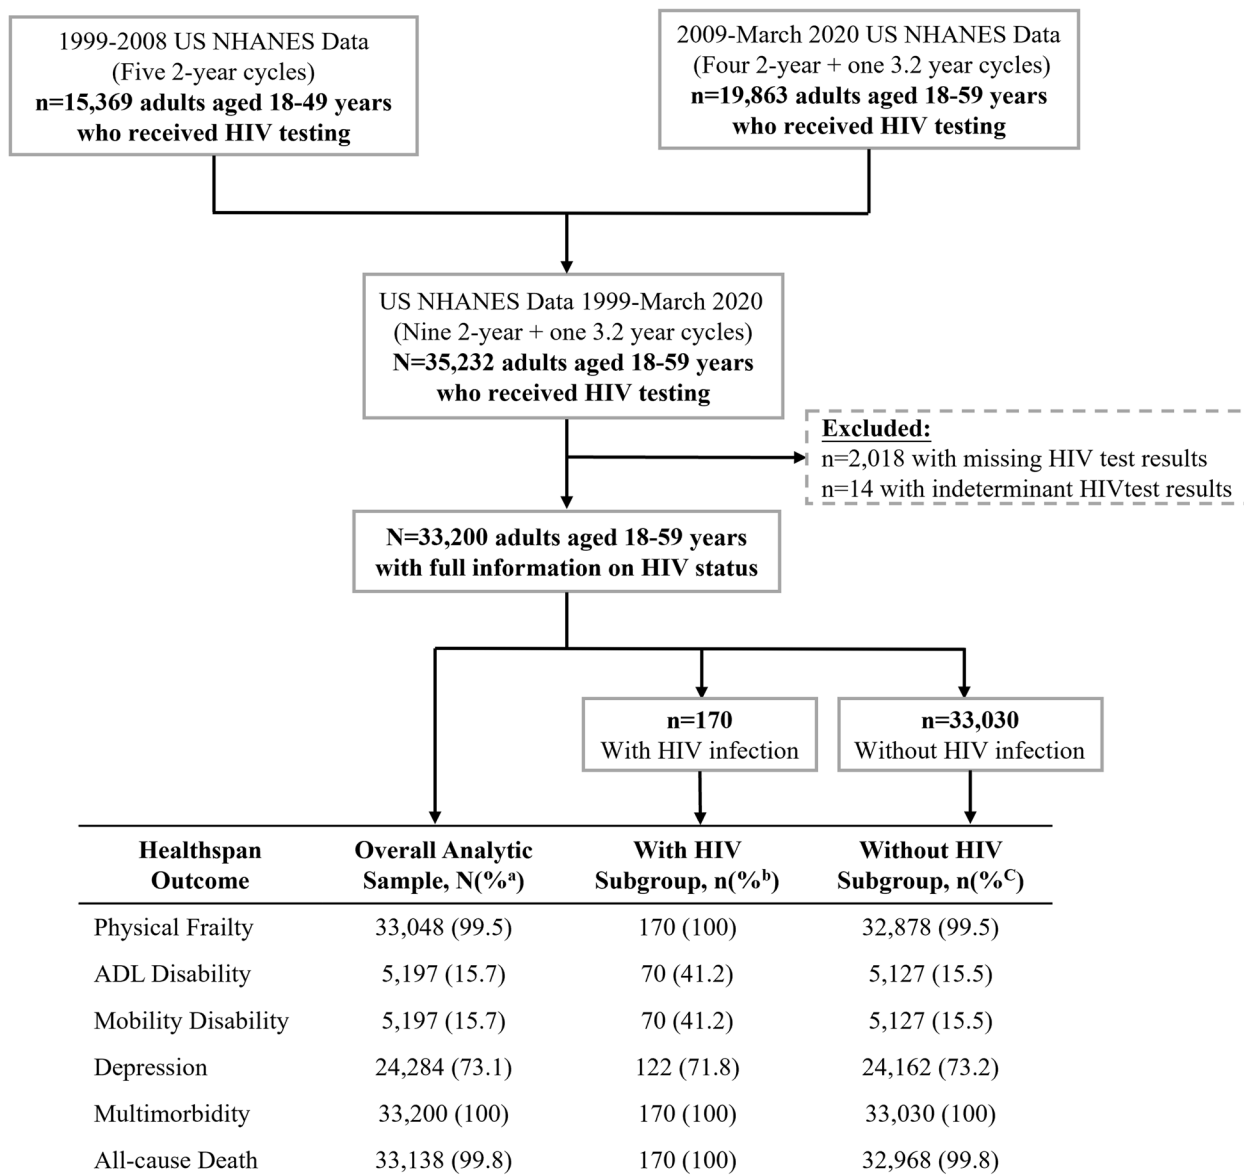 1999-2008 US NHANES Data
(Five 2-year cycles)
n=15,369 adults aged 18-49 years
who received HIV testing
2009-March 2020 US NHANES Data
(Four 2-year + one 3.2 year cycles)
n=19,863 adults aged 18-59 years
who received HIV testing
US NHANES Data 1999-March 2020
(Nine 2-year + one 3.2 year cycles)
N=35,232 adults aged 18-59 years
who received HIV testing
Excluded:
n=2,018 with missing HIV test results
n=14 with indeterminant HIVtest results
N=33,200 adults aged 18-59 years
with full information on HIV status
n=170
With HIV infection
n=33,030
Without HIV infection
Healthspan
Outcome
Overall Analytic
Sample, N(%ᵃ)
With HIV
Subgroup, n(%ᵇ)
Without HIV
Subgroup, n(%ᶜ)
Physical Frailty 33,048 (99.5) 170 (100) 32,878 (99.5)
ADL Disability 5,197 (15.7) 70 (41.2) 5,127 (15.5)
Mobility Disability 5,197 (15.7) 70 (41.2) 5,127 (15.5)
Depression 24,284 (73.1) 122 (71.8) 24,162 (73.2)
Multimorbidity 33,200 (100) 170 (100) 33,030 (100)
All-cause Death 33,138 (99.8) 170 (100) 32,968 (99.8)